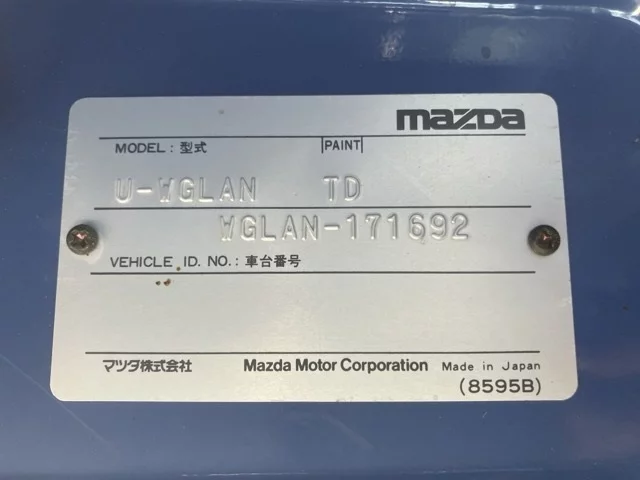 mazda
MODEL : 型式 |PAINT|
U-WGLAN TD
WGLAN-171692
VEHICLE ID. NO. : 車台番号
マツダ株式会社 Mazda Motor Corporation Made in Japan
(8595B)